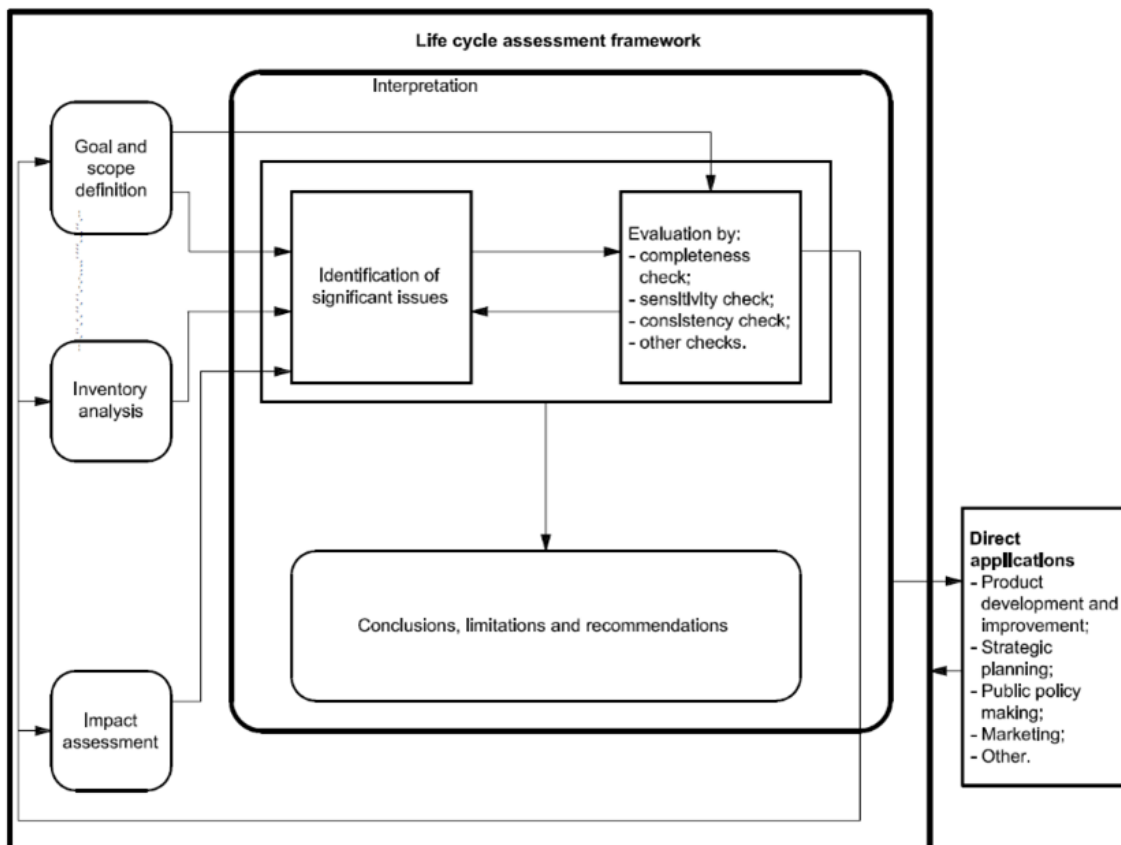 Life cycle assessment framework
Interpretation
Goal and
scope
definition
Identification of
significant issues
Evaluation by:
- completeness
check;
- sensitivity check;
- consistency check;
- other checks.
Inventory
analysis
Conclusions, limitations and recommendations
Impact
assessment
Direct
applications
- Product
development and
improvement;
- Strategic
planning;
- Public policy
making;
- Marketing;
- Other.